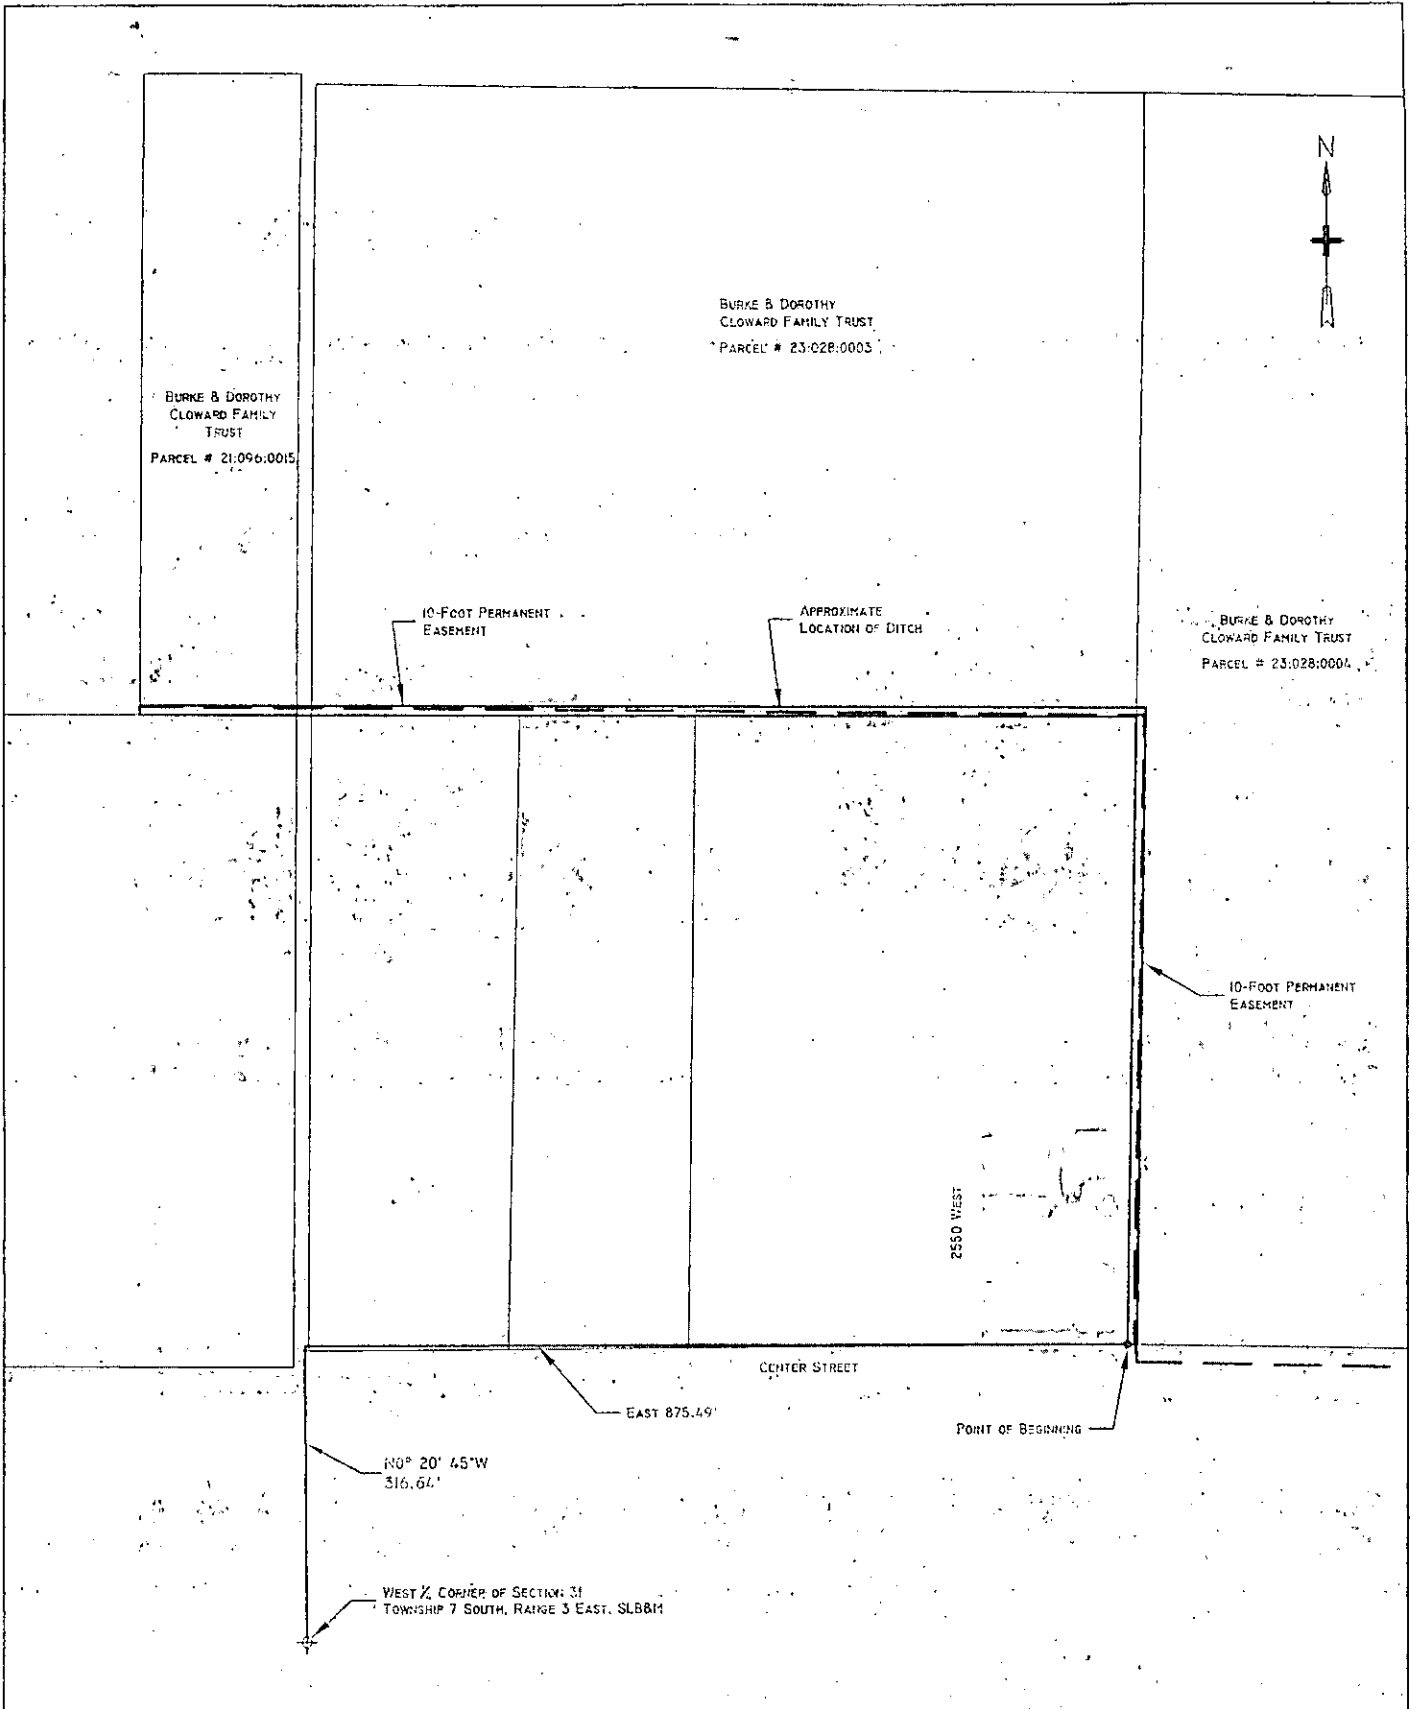 N
BURKE & DOROTHY
CLOWARD FAMILY TRUST
PARCEL # 23:028:0003
BURKE & DOROTHY
CLOWARD FAMILY
TRUST
PARCEL # 21:096:0015
10-FOOT PERMANENT
EASEMENT
APPROXIMATE
LOCATION OF DITCH
BURKE & DOROTHY
CLOWARD FAMILY TRUST
PARCEL # 23:028:0004
10-FOOT PERMANENT
EASEMENT
2550 WEST
CENTER STREET
EAST 875.49'
POINT OF BEGINNING
N0° 20' 45"W
316.64'
WEST ¼ CORNER OF SECTION 31
TOWNSHIP 7 SOUTH, RANGE 3 EAST, SLB&M